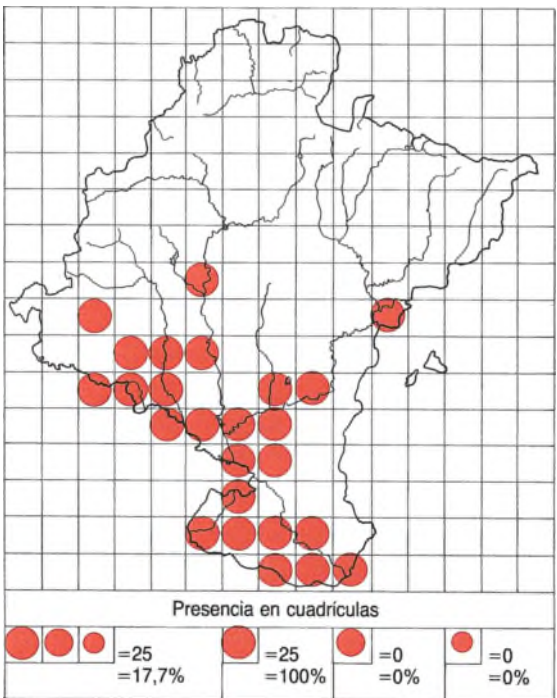 Presencia en cuadrículas
=25 =25 =0 =0
=17,7% =100% =0% =0%